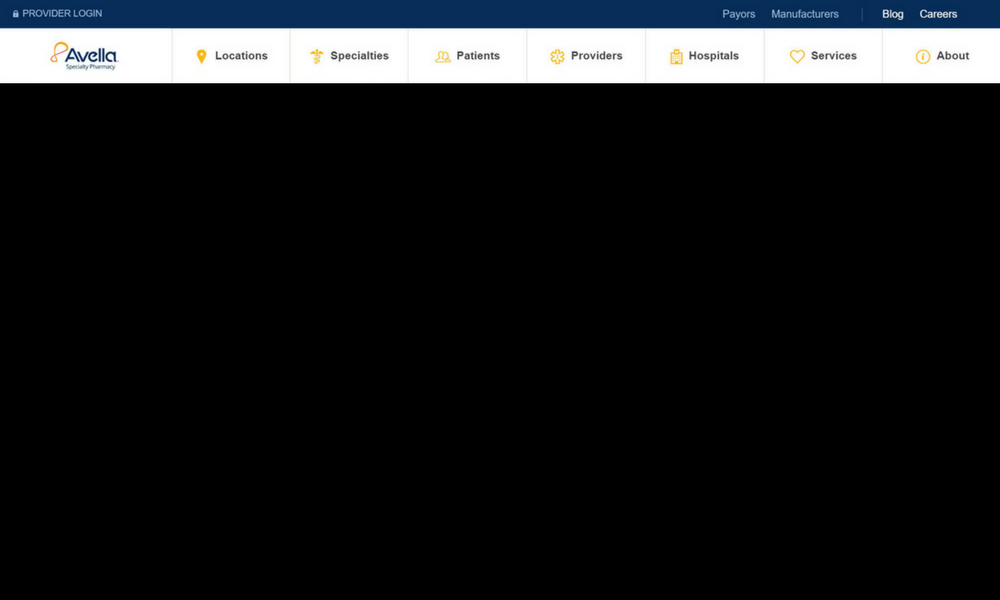 PROVIDER LOGIN Payors Manufacturers Blog Careers
Avella
Specialty Pharmacy
Locations Specialties Patients Providers Hospitals Services About